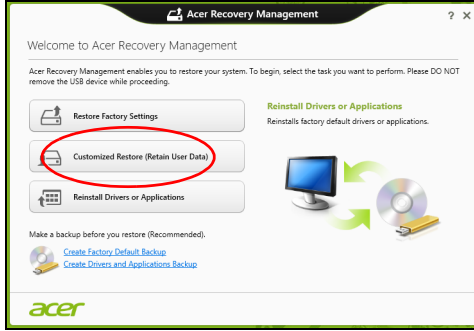 Acer Recovery Management
? ×
Welcome to Acer Recovery Management
Acer Recovery Management enables you to restore your system. To begin, select the task you want to perform. Please DO NOT
remove the USB device while proceeding.
Restore Factory Settings
Customized Restore (Retain User Data)
Reinstall Drivers or Applications
Reinstall Drivers or Applications
Reinstalls factory default drivers or applications.
Make a backup before you restore (Recommended).
Create Factory Default Backup
Create Drivers and Applications Backup
acer